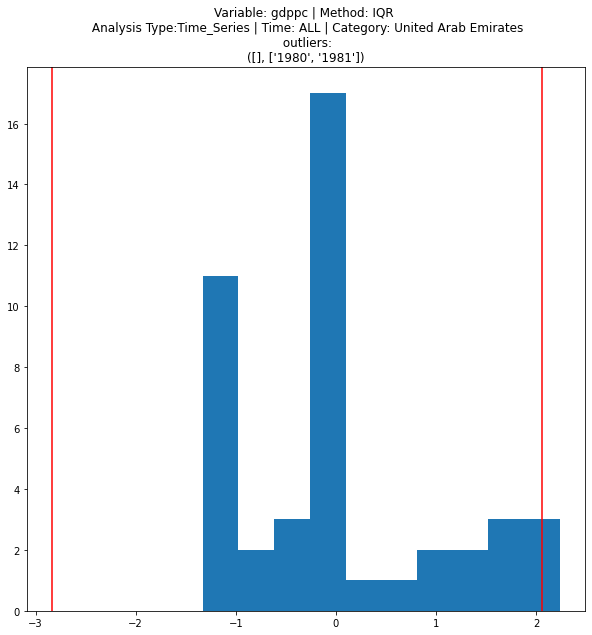 Variable: gdppc | Method: IQR
Analysis Type:Time_Series | Time: ALL | Category: United Arab Emirates
outliers:
([], ['1980', '1981'])
16
14
12
10
8
6
4
2
0
−3 −2 −1 0 1 2